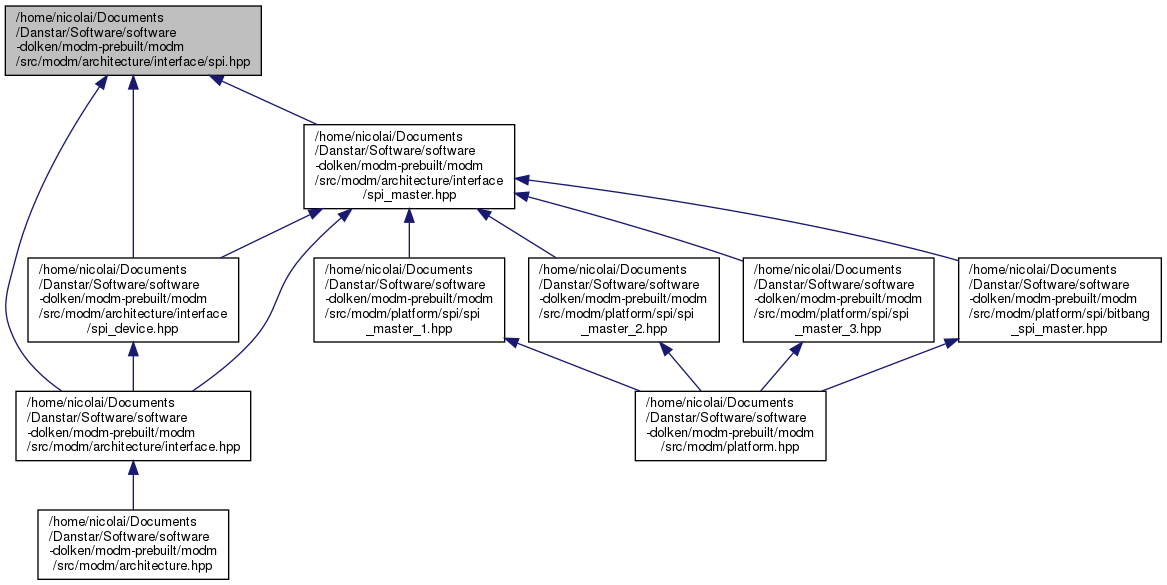 /home/nicolai/Documents
/Danstar/Software/software
-dolken/modm-prebuilt/modm
/src/modm/architecture/interface/spi.hpp
/home/nicolai/Documents
/Danstar/Software/software
-dolken/modm-prebuilt/modm
/src/modm/architecture/interface
/spi_master.hpp
/home/nicolai/Documents
/Danstar/Software/software
-dolken/modm-prebuilt/modm
/src/modm/architecture/interface
/spi_device.hpp
/home/nicolai/Documents
/Danstar/Software/software
-dolken/modm-prebuilt/modm
/src/modm/platform/spi/spi
_master_1.hpp
/home/nicolai/Documents
/Danstar/Software/software
-dolken/modm-prebuilt/modm
/src/modm/platform/spi/spi
_master_2.hpp
/home/nicolai/Documents
/Danstar/Software/software
-dolken/modm-prebuilt/modm
/src/modm/platform/spi/spi
_master_3.hpp
/home/nicolai/Documents
/Danstar/Software/software
-dolken/modm-prebuilt/modm
/src/modm/platform/spi/bitbang
_spi_master.hpp
/home/nicolai/Documents
/Danstar/Software/software
-dolken/modm-prebuilt/modm
/src/modm/architecture/interface.hpp
/home/nicolai/Documents
/Danstar/Software/software
-dolken/modm-prebuilt/modm
/src/modm/platform.hpp
/home/nicolai/Documents
/Danstar/Software/software
-dolken/modm-prebuilt/modm
/src/modm/architecture.hpp